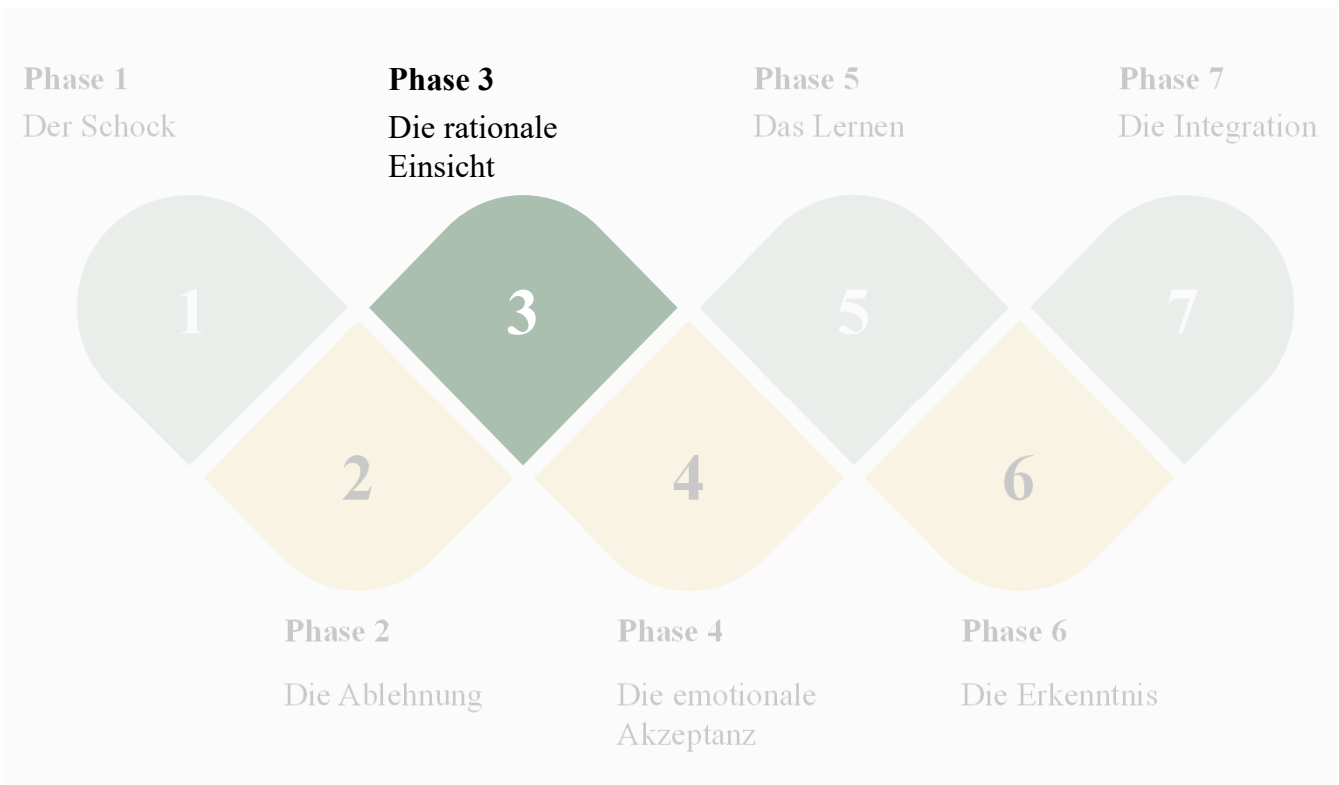 Phase 1
Der Schock
Phase 3
Die rationale
Einsicht
Phase 5
Das Lernen
Phase 7
Die Integration
1
3
5
7
2
4
6
Phase 2
Die Ablehnung
Phase 4
Die emotionale
Akzeptanz
Phase 6
Die Erkenntnis